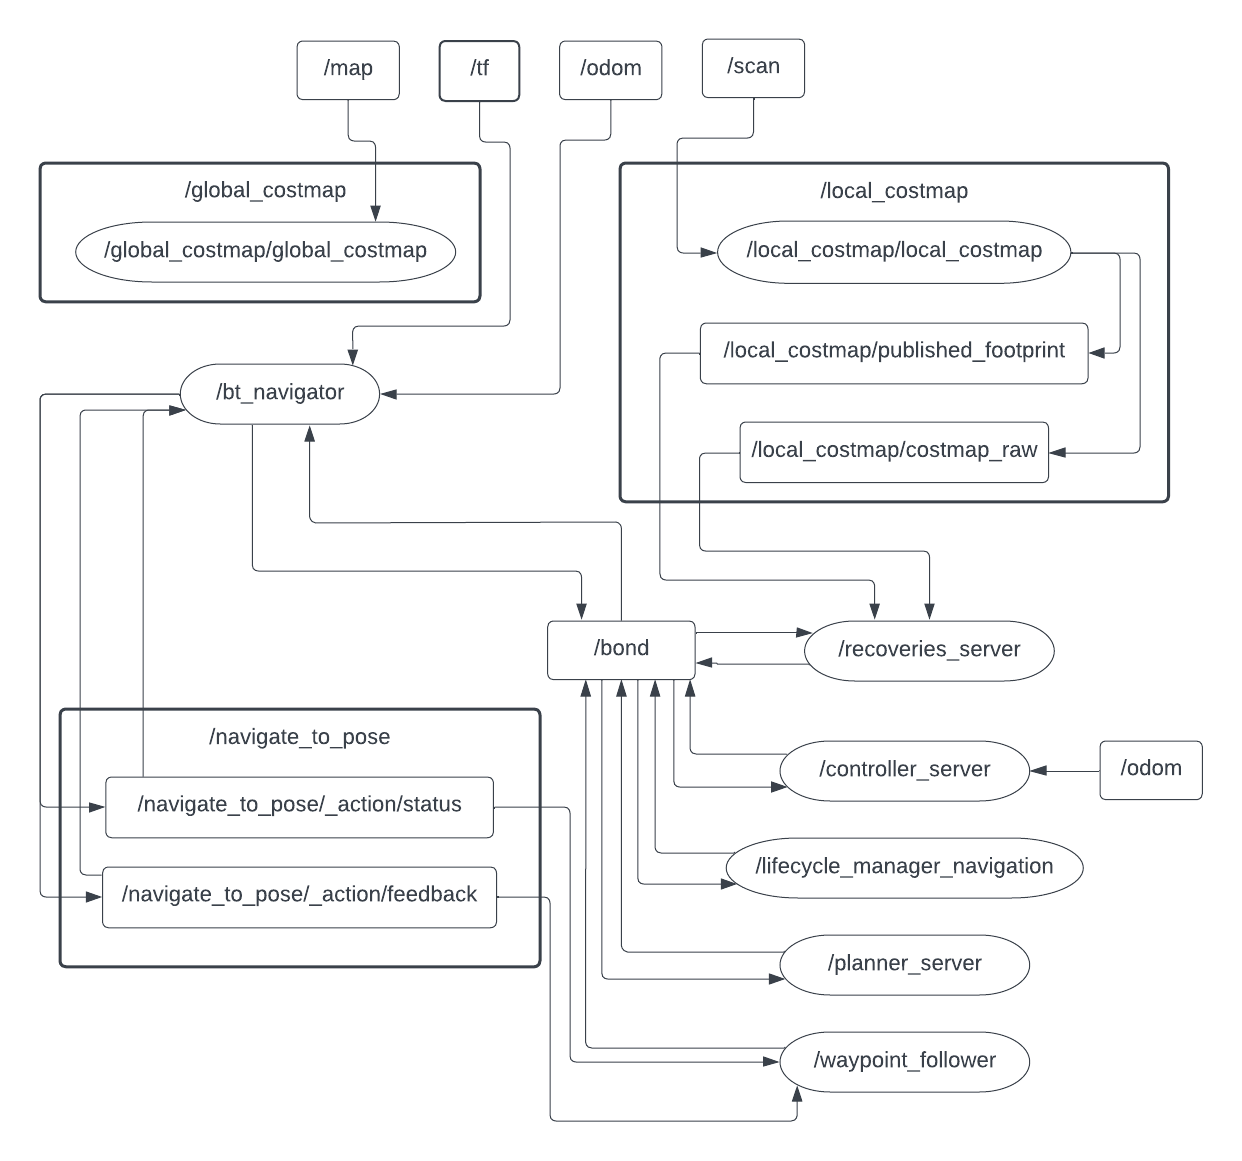 /map
/tf
/odom
/scan
/global_costmap
/global_costmap/global_costmap
/local_costmap
/local_costmap/local_costmap
/local_costmap/published_footprint
/local_costmap/costmap_raw
/bt_navigator
/bond
/recoveries_server
/navigate_to_pose
/navigate_to_pose/_action/status
/navigate_to_pose/_action/feedback
/controller_server
/odom
/lifecycle_manager_navigation
/planner_server
/waypoint_follower